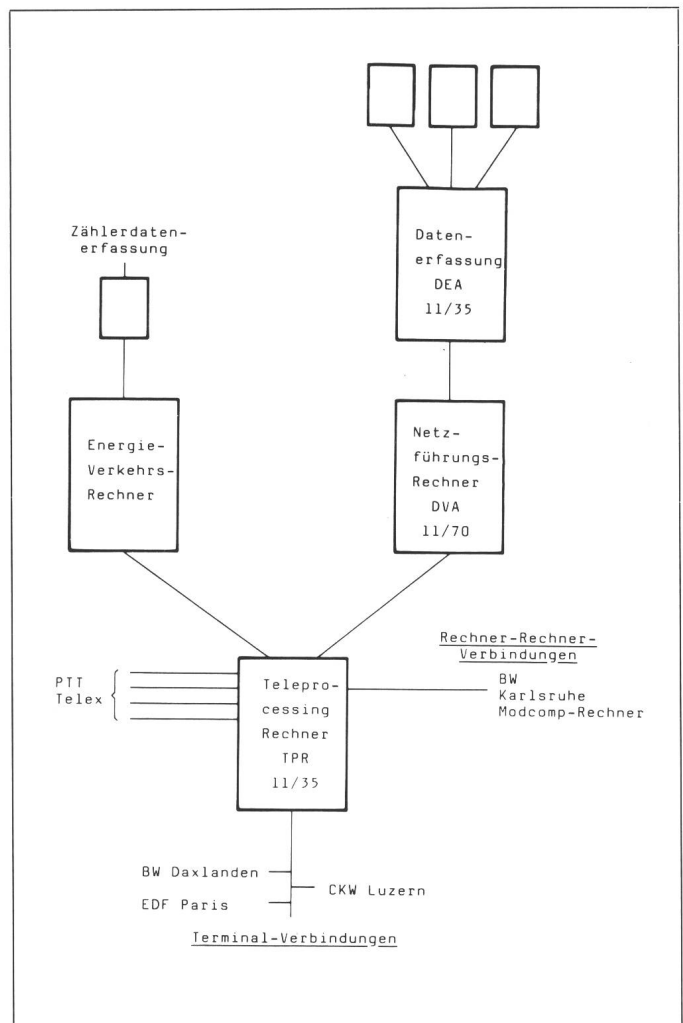 Zählerdaten-
erfassung
Daten-
erfassung
DEA
11/35
Energie-
Verkehrs-
Rechner
Netz-
führungs-
Rechner
DVA
11/70
Rechner-Rechner-
Verbindungen
BW
Karlsruhe
Modcomp-Rechner
PTT
Telex
Telepro-
cessing
Rechner
TPR
11/35
BW Daxlanden
CKW Luzern
EDF Paris
Terminal-Verbindungen